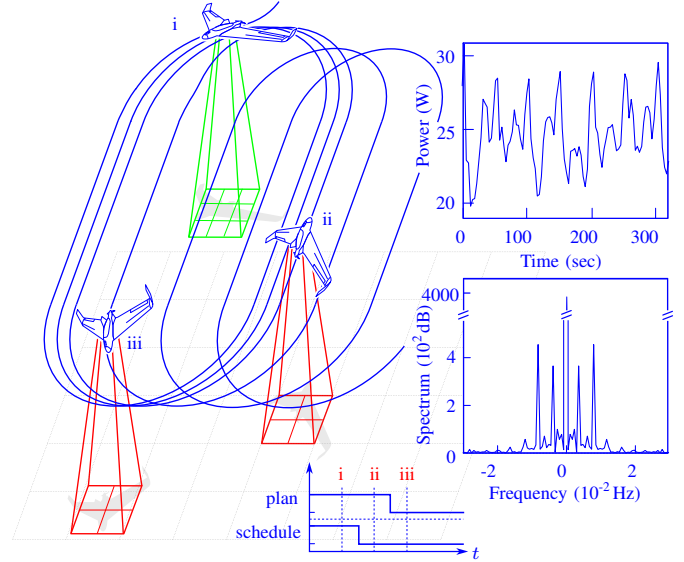 i
ii
iii
30
25
20
Power (W)
0
100
200
300
Time (sec)
4000
4
2
0
Spectrum (10² dB)
-2
0
2
Frequency (10⁻² Hz)
i
ii
iii
plan
schedule
t